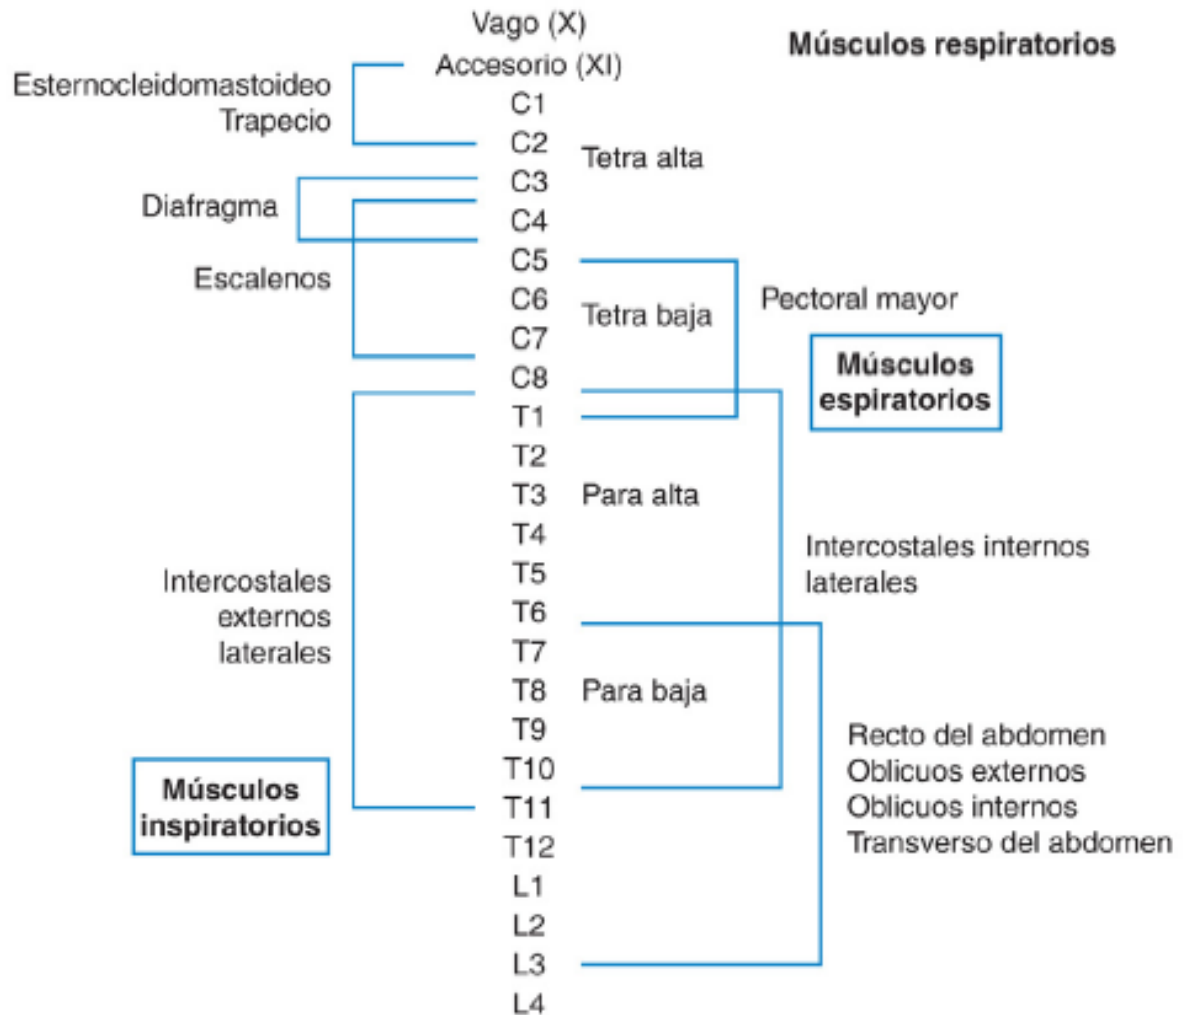 Vago (X)
Músculos respiratorios
Accesorio (XI)
Esternocleidomastoideo
Trapecio
C1
C2
Tetra alta
C3
Diafragma
C4
C5
Escalenos
C6
Pectoral mayor
Tetra baja
C7
Músculos
espiratorios
C8
T1
T2
T3
Para alta
T4
Intercostales internos
laterales
T5
Intercostales
externos
laterales
T6
T7
T8
Para baja
T9
Recto del abdomen
Oblicuos externos
Oblicuos internos
Transverso del abdomen
T10
Músculos
inspiratorios
T11
T12
L1
L2
L3
L4